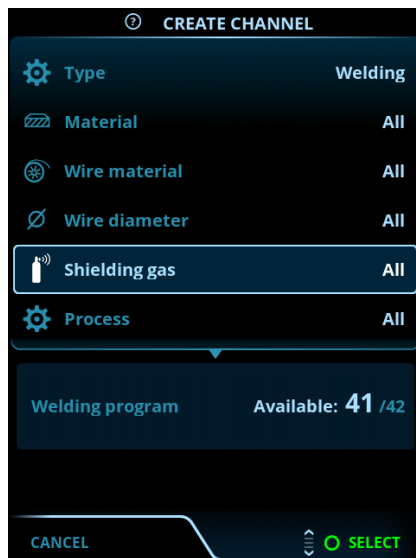 ? CREATE CHANNEL
Type Welding
Material All
Wire material All
Wire diameter All
Shielding gas All
Process All
Welding program Available: 41 /42
CANCEL SELECT